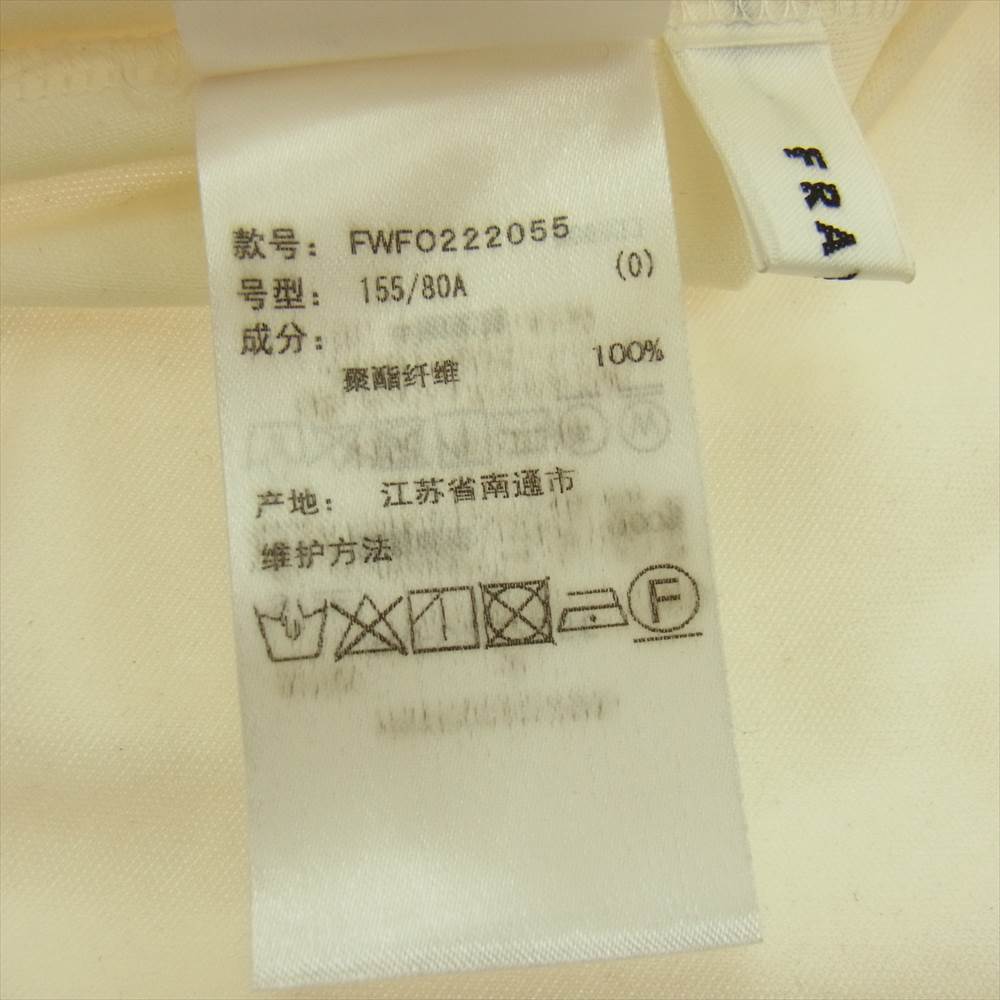 款号： FWFO222055
号型： 155/80A (0)
成分：
聚酯纤维 100%
产地： 江苏省南通市
维护方法
F
FRA